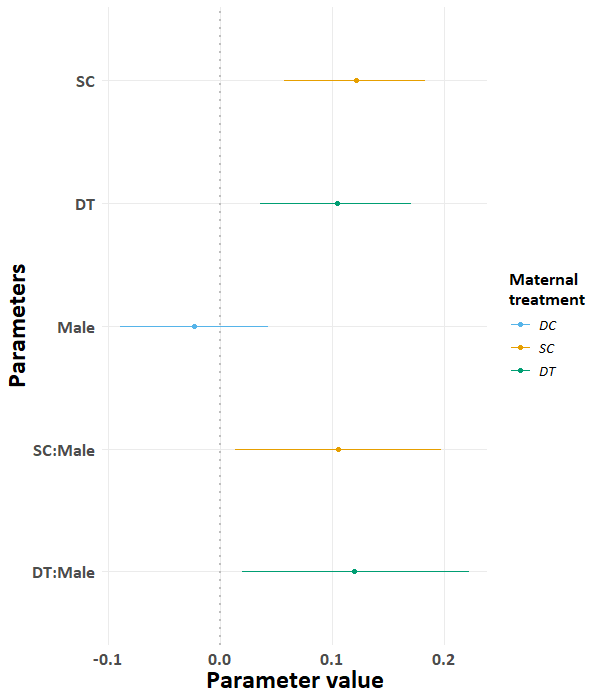 SC
DT
Male
SC:Male
DT:Male
Parameters
-0.1
0.0
0.1
0.2
Parameter value
Maternal
treatment
DC
SC
DT